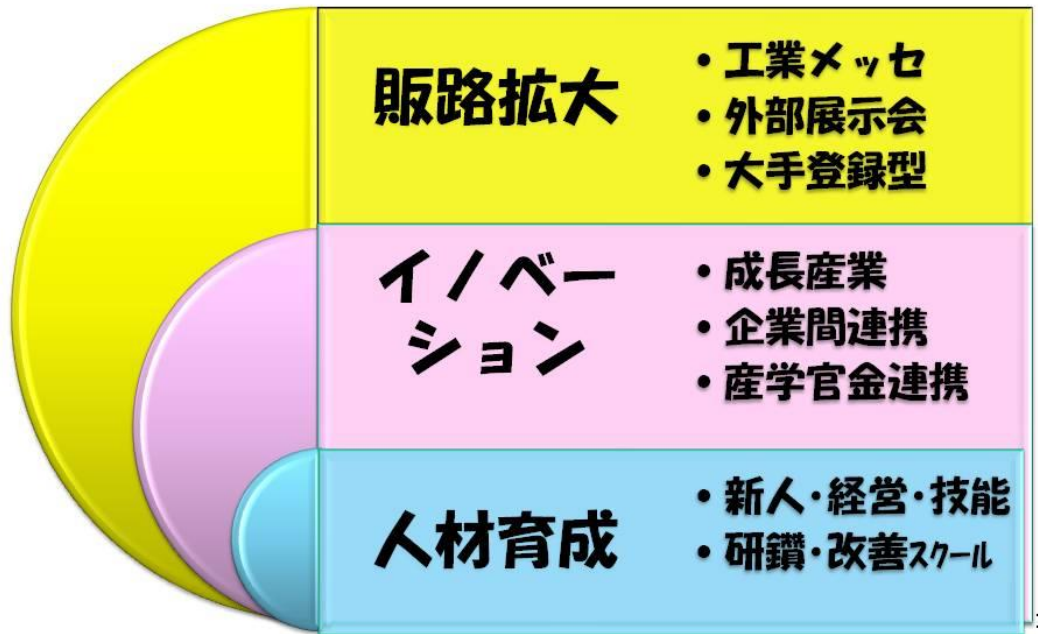 販路拡大
・工業メッセ
・外部展示会
・大手登録型
イノベー
ション
・成長産業
・企業間連携
・産学官金連携
人材育成
・新人・経営・技能
・研鑽・改善スクール